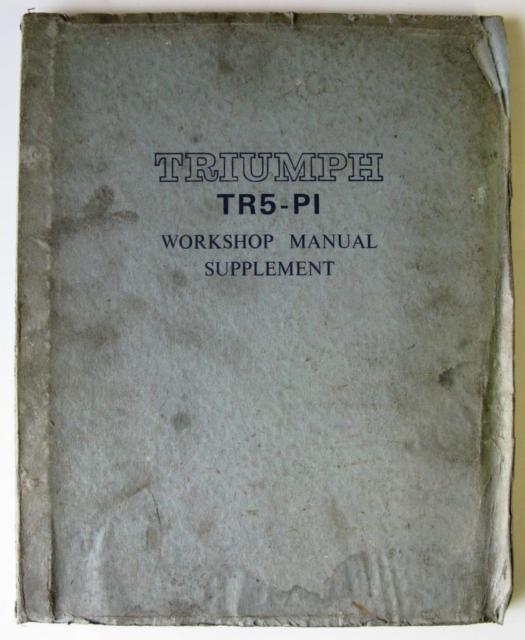 TRIUMPH
TR5-PI
WORKSHOP MANUAL
SUPPLEMENT